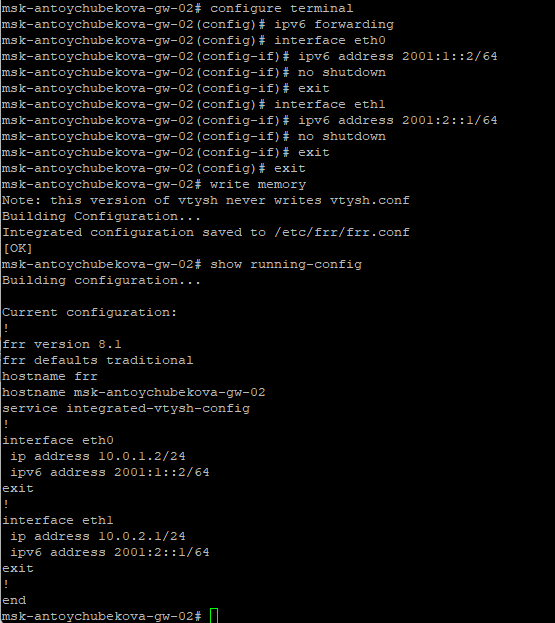 msk-antoychubekova-gw-02# configure terminal
msk-antoychubekova-gw-02(config)# ipv6 forwarding
msk-antoychubekova-gw-02(config)# interface eth0
msk-antoychubekova-gw-02(config-if)# ipv6 address 2001:1::2/64
msk-antoychubekova-gw-02(config-if)# no shutdown
msk-antoychubekova-gw-02(config-if)# exit
msk-antoychubekova-gw-02(config)# interface eth1
msk-antoychubekova-gw-02(config-if)# ipv6 address 2001:2::1/64
msk-antoychubekova-gw-02(config-if)# no shutdown
msk-antoychubekova-gw-02(config-if)# exit
msk-antoychubekova-gw-02(config)# exit
msk-antoychubekova-gw-02# write memory
Note: this version of vtysh never writes vtysh.conf
Building Configuration...
Integrated configuration saved to /etc/frr/frr.conf
[OK]
msk-antoychubekova-gw-02# show running-config
Building configuration...

Current configuration:
!
frr version 8.1
frr defaults traditional
hostname frr
hostname msk-antoychubekova-gw-02
service integrated-vtysh-config
!
interface eth0
 ip address 10.0.1.2/24
 ipv6 address 2001:1::2/64
exit
!
interface eth1
 ip address 10.0.2.1/24
 ipv6 address 2001:2::1/64
exit
!
end
msk-antoychubekova-gw-02#